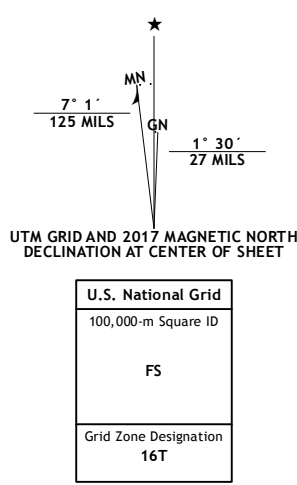 MN
7° 1´
125 MILS
GN
1° 30´
27 MILS
UTM GRID AND 2017 MAGNETIC NORTH
DECLINATION AT CENTER OF SHEET
U.S. National Grid
100,000-m Square ID
FS
Grid Zone Designation
16T